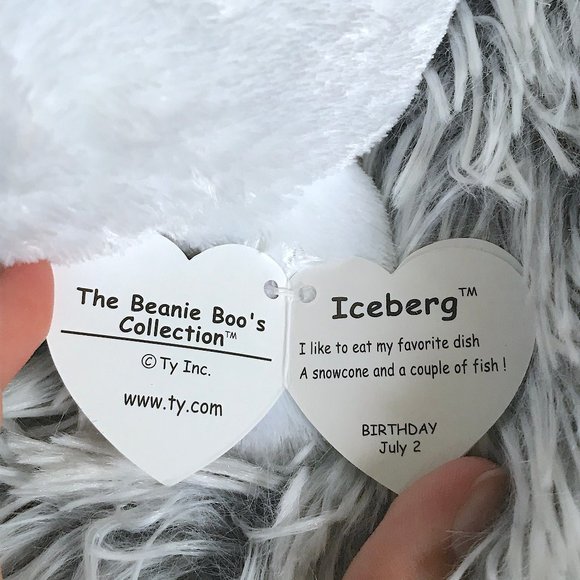 The Beanie Boo's
Collection™
© Ty Inc.
www.ty.com
Iceberg™
I like to eat my favorite dish
A snowcone and a couple of fish !
BIRTHDAY
July 2